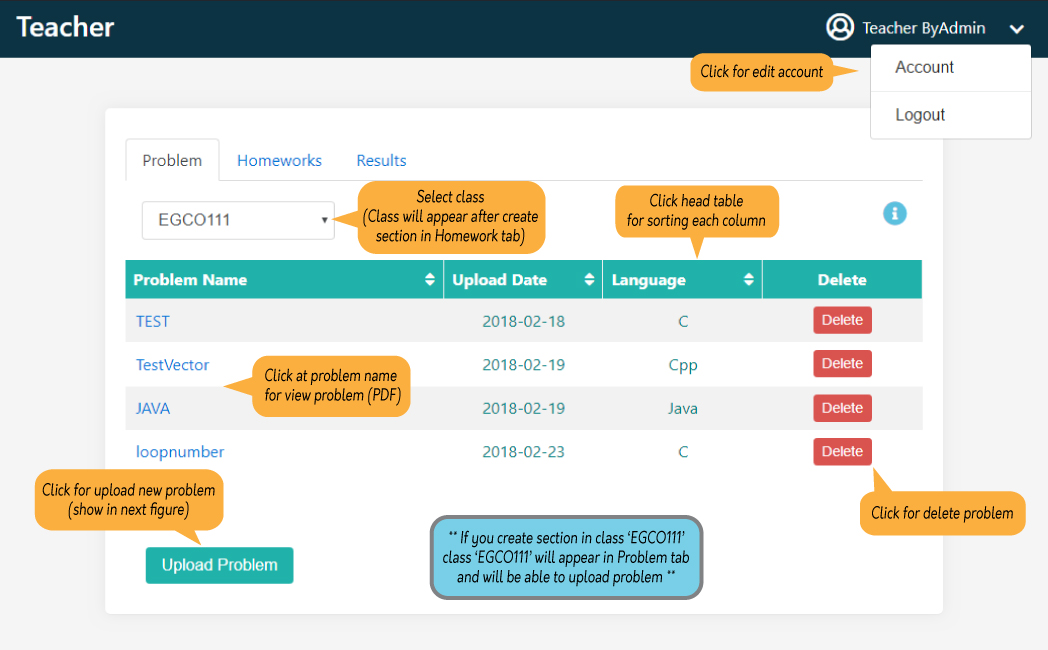 Teacher
Teacher ByAdmin
Click for edit account
Account
Logout
Problem
Homeworks
Results
EGCO111
Select class
(Class will appear after create
section in Homework tab)
Click head table
for sorting each column
i
Problem Name
Upload Date
Language
Delete
TEST
2018-02-18
C
Delete
TestVector
2018-02-19
Cpp
Delete
Click at problem name
for view problem (PDF)
JAVA
2018-02-19
Java
Delete
loopnumber
2018-02-23
C
Delete
Click for upload new problem
(show in next figure)
Click for delete problem
Upload Problem
** If you create section in class ‘EGCO111’
class ‘EGCO111’ will appear in Problem tab
and will be able to upload problem **